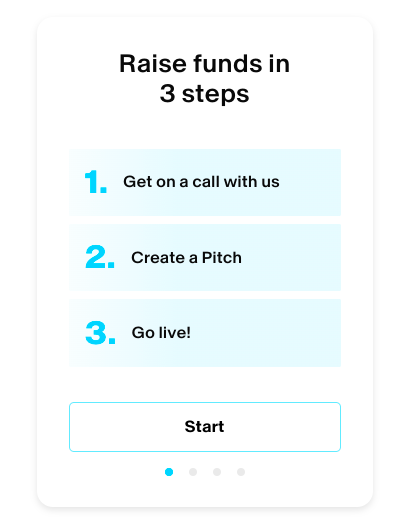 Raise funds in
3 steps
1. Get on a call with us
2. Create a Pitch
3. Go live!
Start